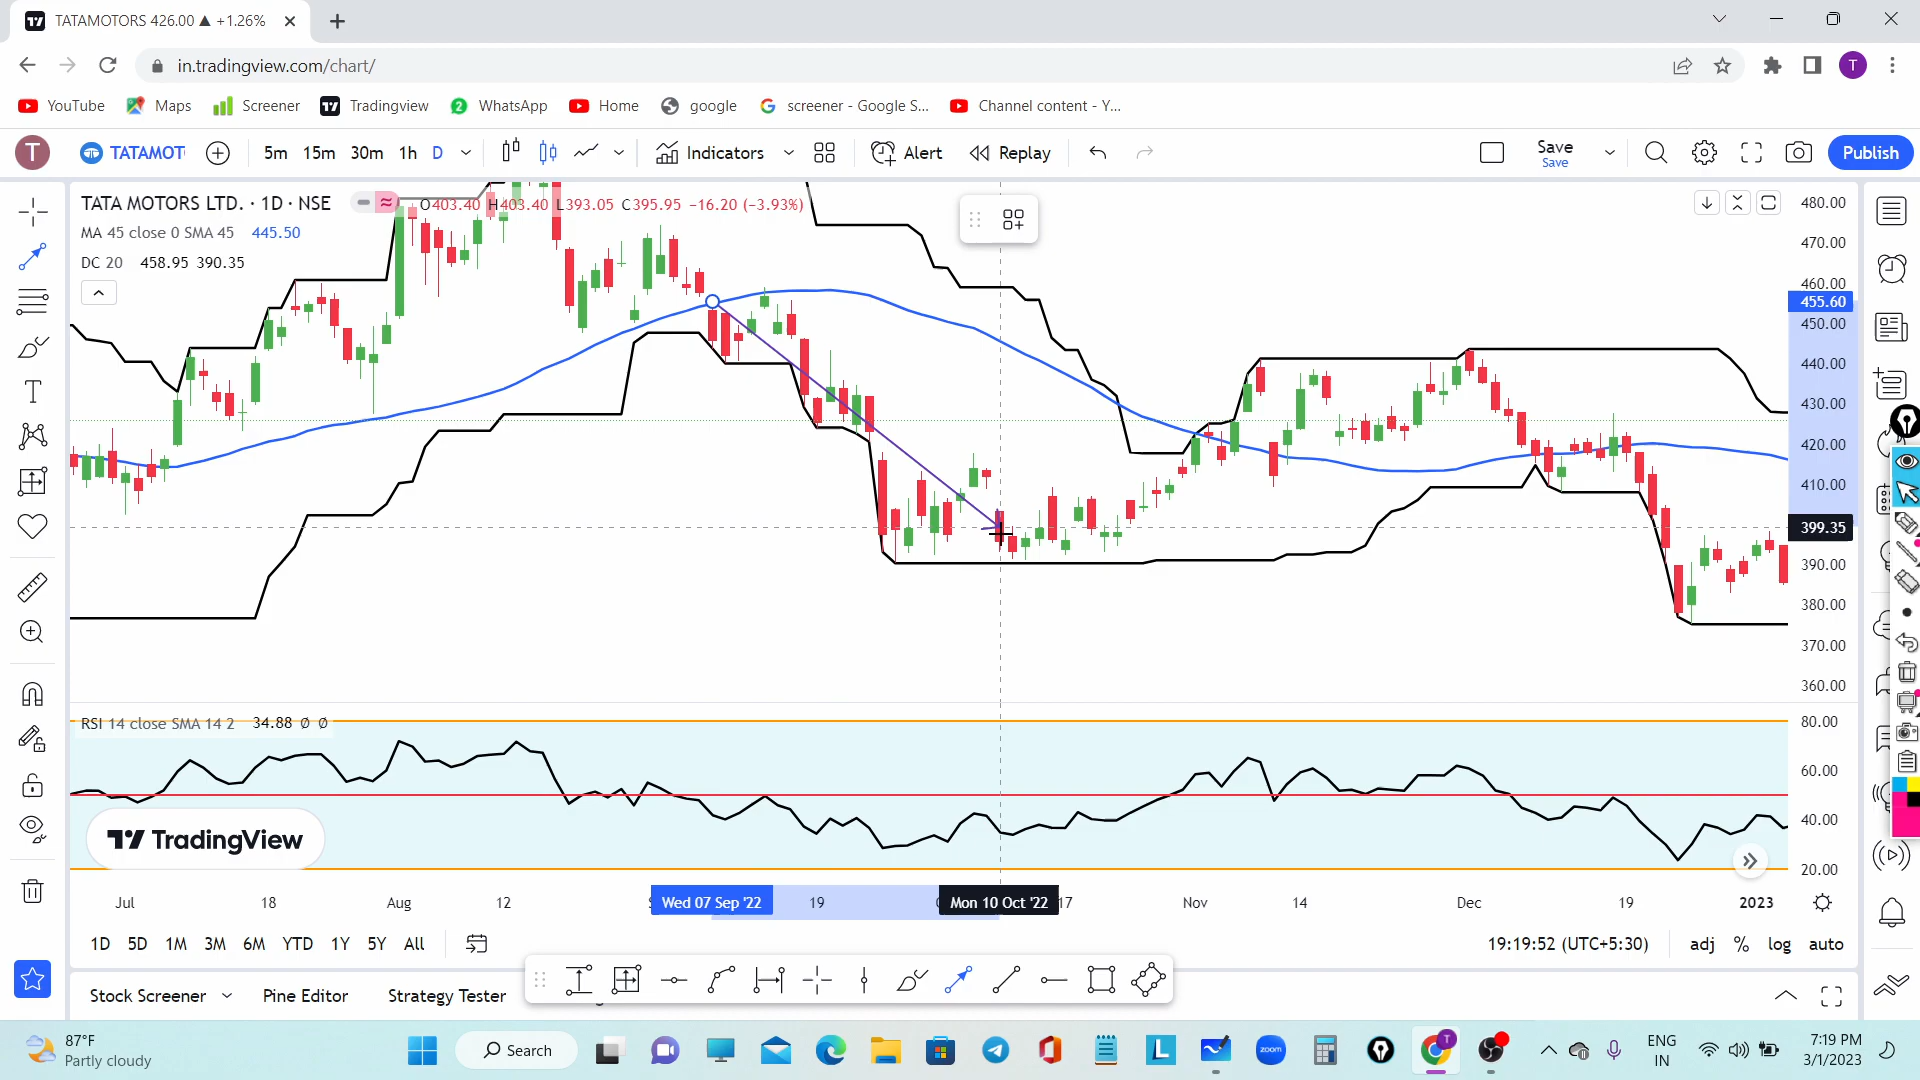 TATAMOTORS 426.00 ▲ +1.26%
in.tradingview.com/chart/
T
YouTube Maps Screener Tradingview 2 WhatsApp Home google screener - Google S... Channel content - Y...
T TATAMOT 5m 15m 30m 1h D Indicators Alert Replay Save Publish
Save
TATA MOTORS LTD. · 1D · NSE O403.40 H403.40 L393.05 C395.95 −16.20 (−3.93%)
MA 45 close 0 SMA 45 445.50
DC 20 458.95 390.35
480.00
470.00
460.00
455.60
450.00
440.00
430.00
420.00
410.00
399.35
390.00
380.00
370.00
360.00
RSI 14 close SMA 14 2 34.88 Ø Ø
80.00
60.00
40.00
20.00
TradingView
Jul 18 Aug 12 Wed 07 Sep '22 19 Mon 10 Oct '22 17 Nov 14 Dec 19 2023
1D 5D 1M 3M 6M YTD 1Y 5Y All 19:19:52 (UTC+5:30) adj % log auto
Stock Screener Pine Editor Strategy Tester
87°F
Partly cloudy
Search
T
zoom
ENG
IN
7:19 PM
3/1/2023